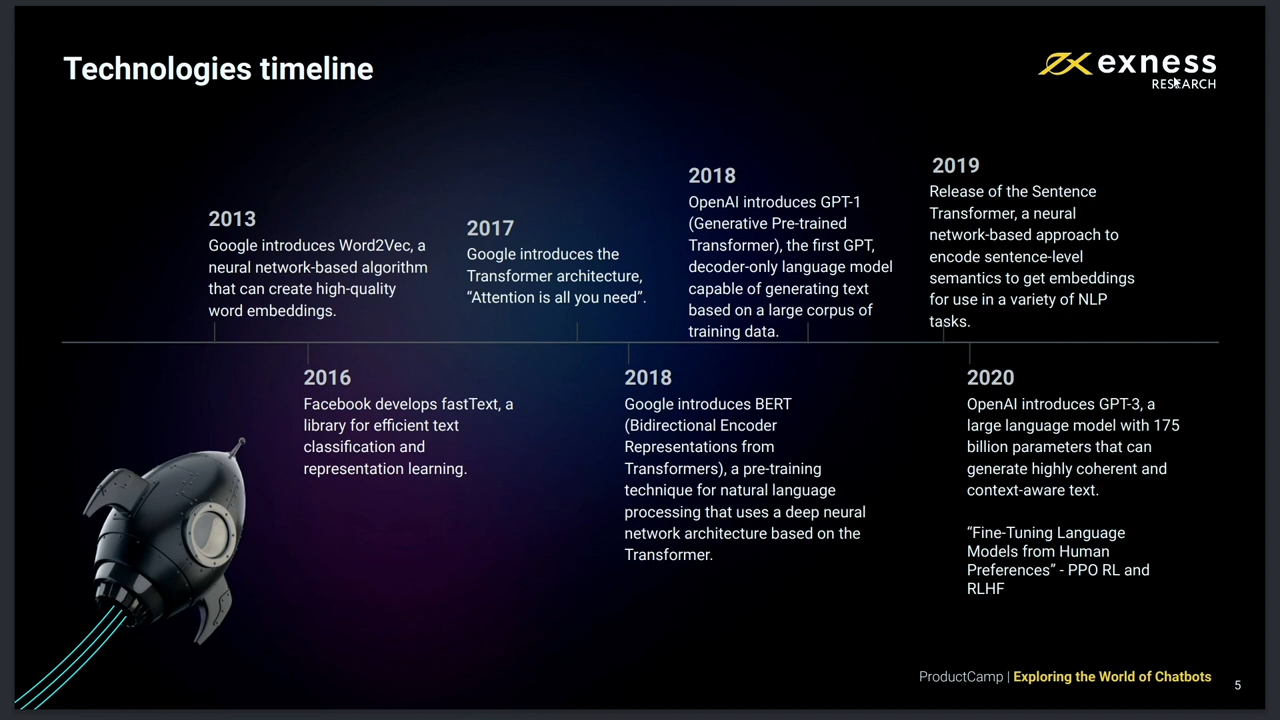 Technologies timeline
exness
RESEARCH
2013
Google introduces Word2Vec, a
neural network-based algorithm
that can create high-quality
word embeddings.
2017
Google introduces the
Transformer architecture,
“Attention is all you need”.
2018
OpenAI introduces GPT-1
(Generative Pre-trained
Transformer), the first GPT,
decoder-only language model
capable of generating text
based on a large corpus of
training data.
2019
Release of the Sentence
Transformer, a neural
network-based approach to
encode sentence-level
semantics to get embeddings
for use in a variety of NLP
tasks.
2016
Facebook develops fastText, a
library for efficient text
classification and
representation learning.
2018
Google introduces BERT
(Bidirectional Encoder
Representations from
Transformers), a pre-training
technique for natural language
processing that uses a deep neural
network architecture based on the
Transformer.
2020
OpenAI introduces GPT-3, a
large language model with 175
billion parameters that can
generate highly coherent and
context-aware text.
“Fine-Tuning Language
Models from Human
Preferences” - PPO RL and
RLHF
ProductCamp | Exploring the World of Chatbots
5